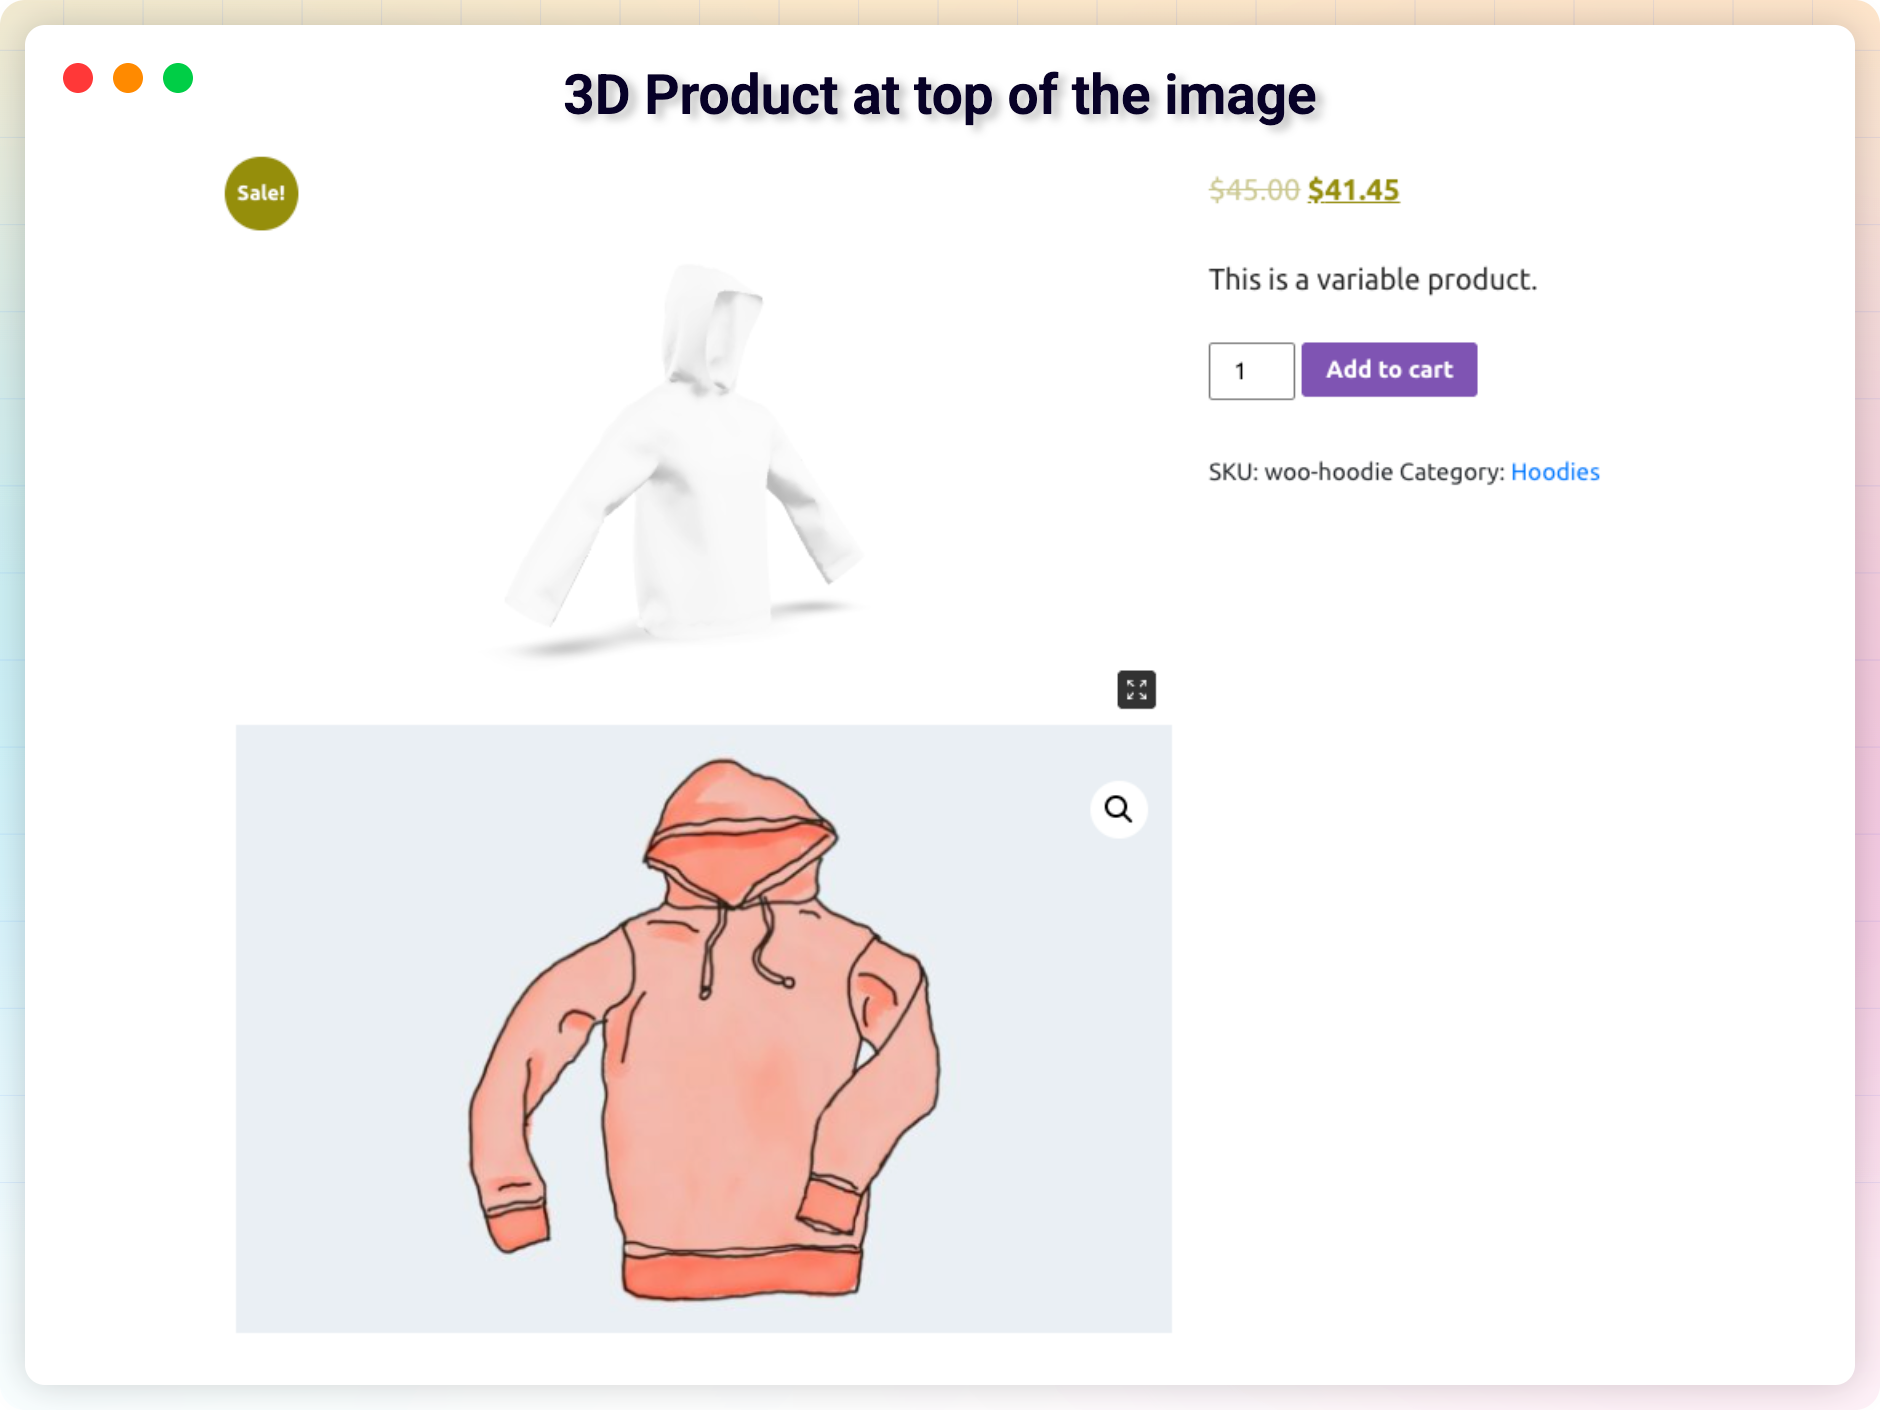 3D Product at top of the image
Sale!
$45.00 $41.45
This is a variable product.
1 Add to cart
SKU: woo-hoodie Category: Hoodies